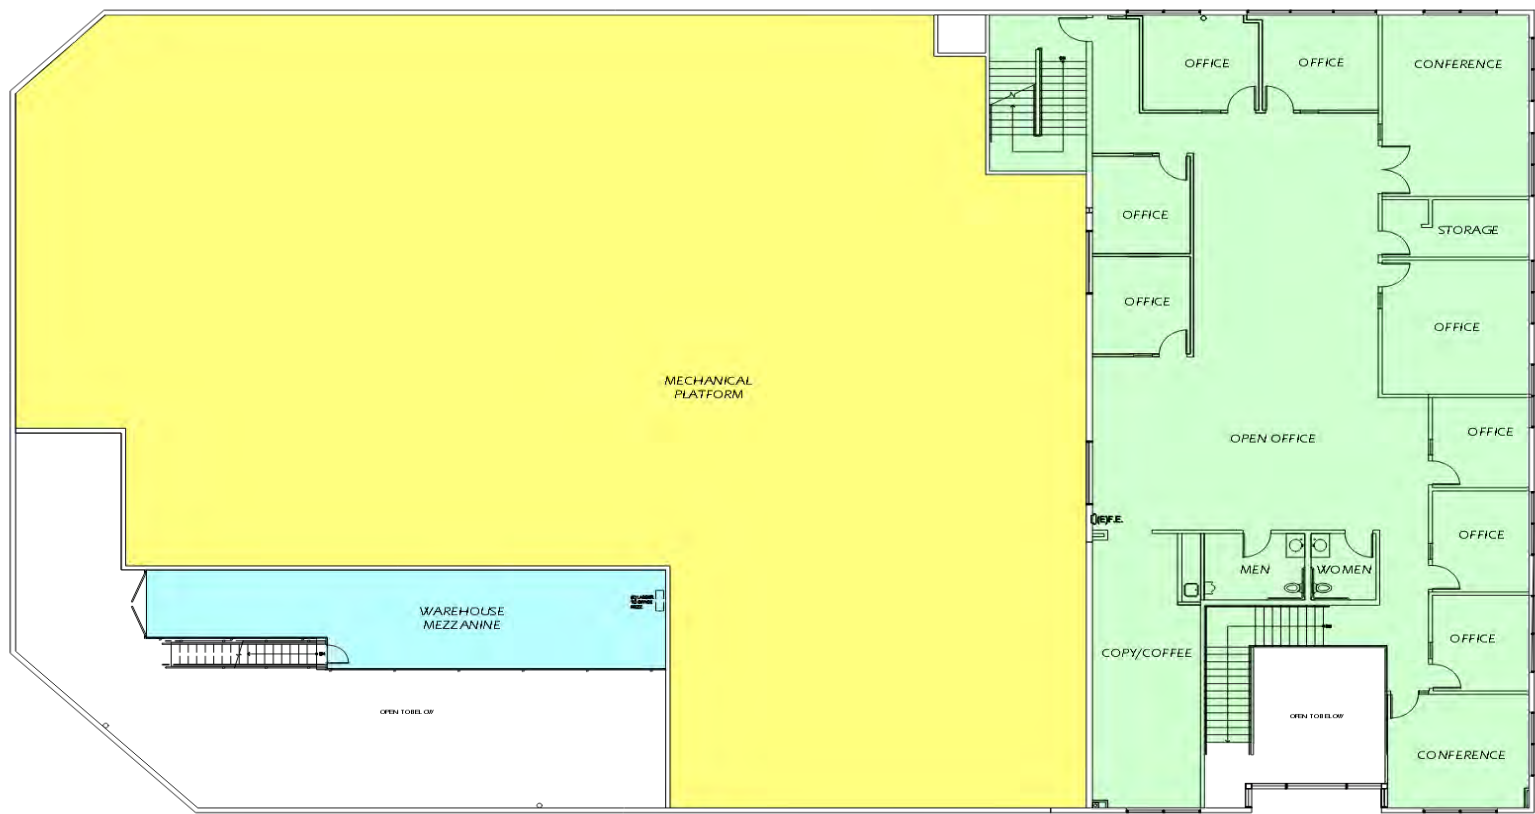 OFFICE
OFFICE
CONFERENCE
OFFICE
STORAGE
OFFICE
OFFICE
MECHANICAL
PLATFORM
OPEN OFFICE
OFFICE
(E)F.E.
OFFICE
MEN
WOMEN
WAREHOUSE
MEZZANINE
OFFICE
COPY/COFFEE
OPEN TO BELOW
OPEN TO BELOW
CONFERENCE